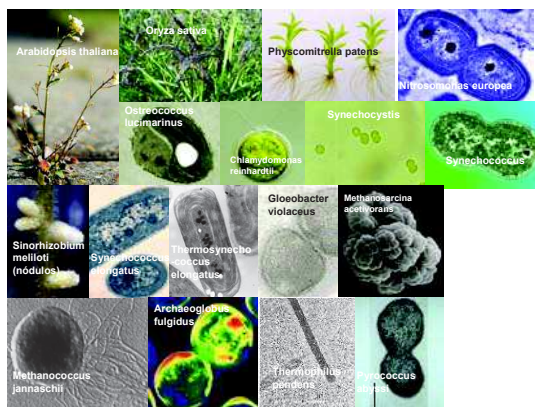 Arabidopsis thaliana
Oryza sativa
Physcomitrella patens
Nitrosomonas europea
Ostreococcus
lucimarinus
Chlamydomonas
reinhardtii
Synechocystis
Synechococcus
Sinorhizobium
meliloti
(nódulos)
Synechococcus
elongatus
Thermosynecho
-coccus
elongatus
Gloeobacter
violaceus
Methanosarcina
acetivorans
Methanococcus
jannaschii
Archaeoglobus
fulgidus
Thermophilus
pendens
Pyrococcus
abyssi